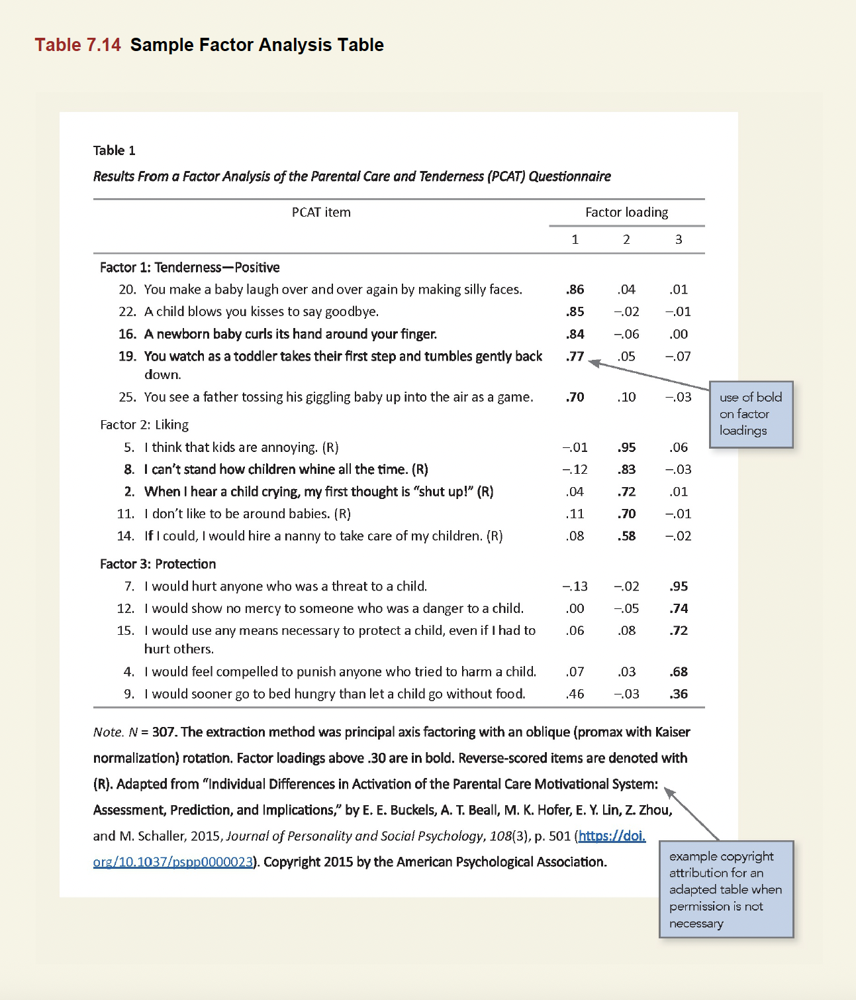 Table 7.14 Sample Factor Analysis Table
Table 1
Results From a Factor Analysis of the Parental Care and Tenderness (PCAT) Questionnaire
PCAT item Factor loading
1 2 3
Factor 1: Tenderness—Positive
20. You make a baby laugh over and over again by making silly faces. .86 .04 .01
22. A child blows you kisses to say goodbye. .85 –.02 –.01
16. A newborn baby curls its hand around your finger. .84 –.06 .00
19. You watch as a toddler takes their first step and tumbles gently back .77 .05 –.07
down.
25. You see a father tossing his giggling baby up into the air as a game. .70 .10 –.03
use of bold
on factor
loadings
Factor 2: Liking
5. I think that kids are annoying. (R) –.01 .95 .06
8. I can’t stand how children whine all the time. (R) –.12 .83 –.03
2. When I hear a child crying, my first thought is “shut up!” (R) .04 .72 .01
11. I don’t like to be around babies. (R) .11 .70 –.01
14. If I could, I would hire a nanny to take care of my children. (R) .08 .58 –.02
Factor 3: Protection
7. I would hurt anyone who was a threat to a child. –.13 –.02 .95
12. I would show no mercy to someone who was a danger to a child. .00 –.05 .74
15. I would use any means necessary to protect a child, even if I had to .06 .08 .72
hurt others.
4. I would feel compelled to punish anyone who tried to harm a child. .07 .03 .68
9. I would sooner go to bed hungry than let a child go without food. .46 –.03 .36
Note. N = 307. The extraction method was principal axis factoring with an oblique (promax with Kaiser
normalization) rotation. Factor loadings above .30 are in bold. Reverse-scored items are denoted with
(R). Adapted from “Individual Differences in Activation of the Parental Care Motivational System:
Assessment, Prediction, and Implications,” by E. E. Buckels, A. T. Beall, M. K. Hofer, E. Y. Lin, Z. Zhou,
and M. Schaller, 2015, Journal of Personality and Social Psychology, 108(3), p. 501 (https://doi.
org/10.1037/pspp0000023). Copyright 2015 by the American Psychological Association.
example copyright
attribution for an
adapted table when
permission is not
necessary